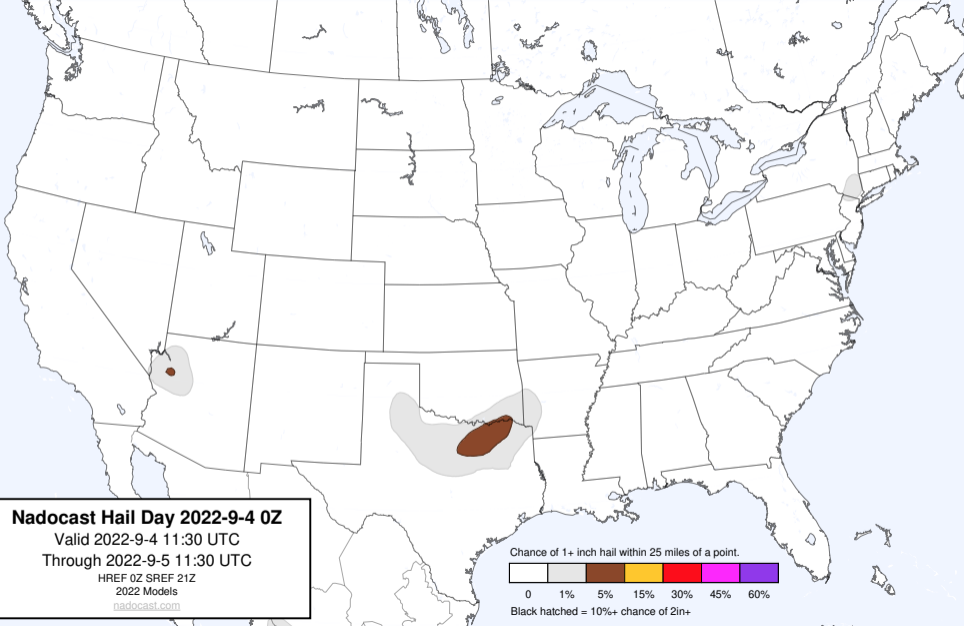 Nadocast Hail Day 2022-9-4 0Z
Valid 2022-9-4 11:30 UTC
Through 2022-9-5 11:30 UTC
HREF 0Z SREF 21Z
2022 Models
nadocast.com
Chance of 1+ inch hail within 25 miles of a point.
0 1% 5% 15% 30% 45% 60%
Black hatched = 10%+ chance of 2in+